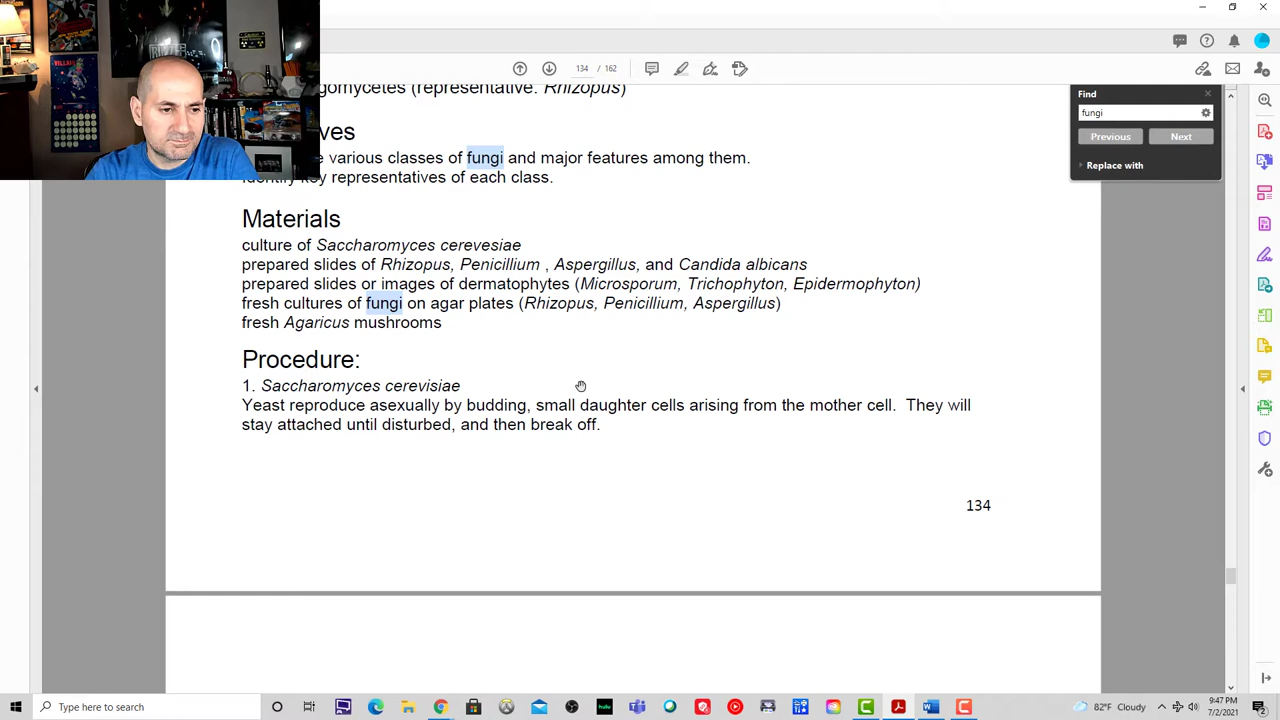 134 / 162
Find
fungi
Previous
Next
Replace with
gomycetes (representative: Rhizopus)
ves
various classes of fungi and major features among them.
Identify key representatives of each class.
Materials
culture of Saccharomyces cerevesiae
prepared slides of Rhizopus, Penicillium , Aspergillus, and Candida albicans
prepared slides or images of dermatophytes (Microsporum, Trichophyton, Epidermophyton)
fresh cultures of fungi on agar plates (Rhizopus, Penicillium, Aspergillus)
fresh Agaricus mushrooms
Procedure:
1. Saccharomyces cerevisiae
Yeast reproduce asexually by budding, small daughter cells arising from the mother cell. They will
stay attached until disturbed, and then break off.
134
Type here to search
hulu
82°F Cloudy
9:47 PM
7/2/2021
2